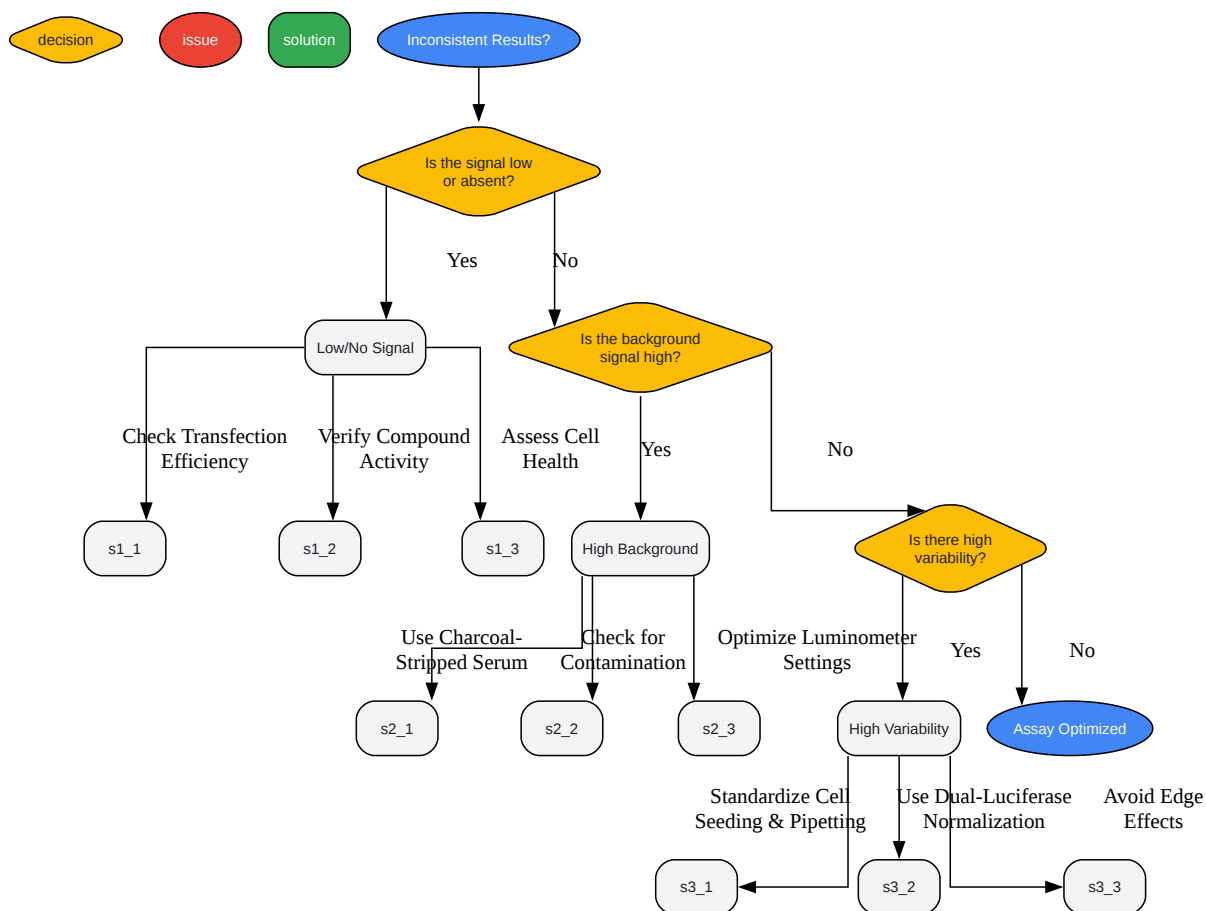 decision
issue
solution
Inconsistent Results?
Is the signal low
or absent?
Yes
No
Low/No Signal
Is the background
signal high?
Check Transfection
Efficiency
Verify Compound
Activity
Assess Cell
Health
Yes
No
s1_1
s1_2
s1_3
High Background
Is there high
variability?
Use Charcoal-
Stripped Serum
Check for
Contamination
Optimize Luminometer
Settings
Yes
No
s2_1
s2_2
s2_3
High Variability
Assay Optimized
Standardize Cell
Seeding & Pipetting
Use Dual-Luciferase
Normalization
Avoid Edge
Effects
s3_1
s3_2
s3_3